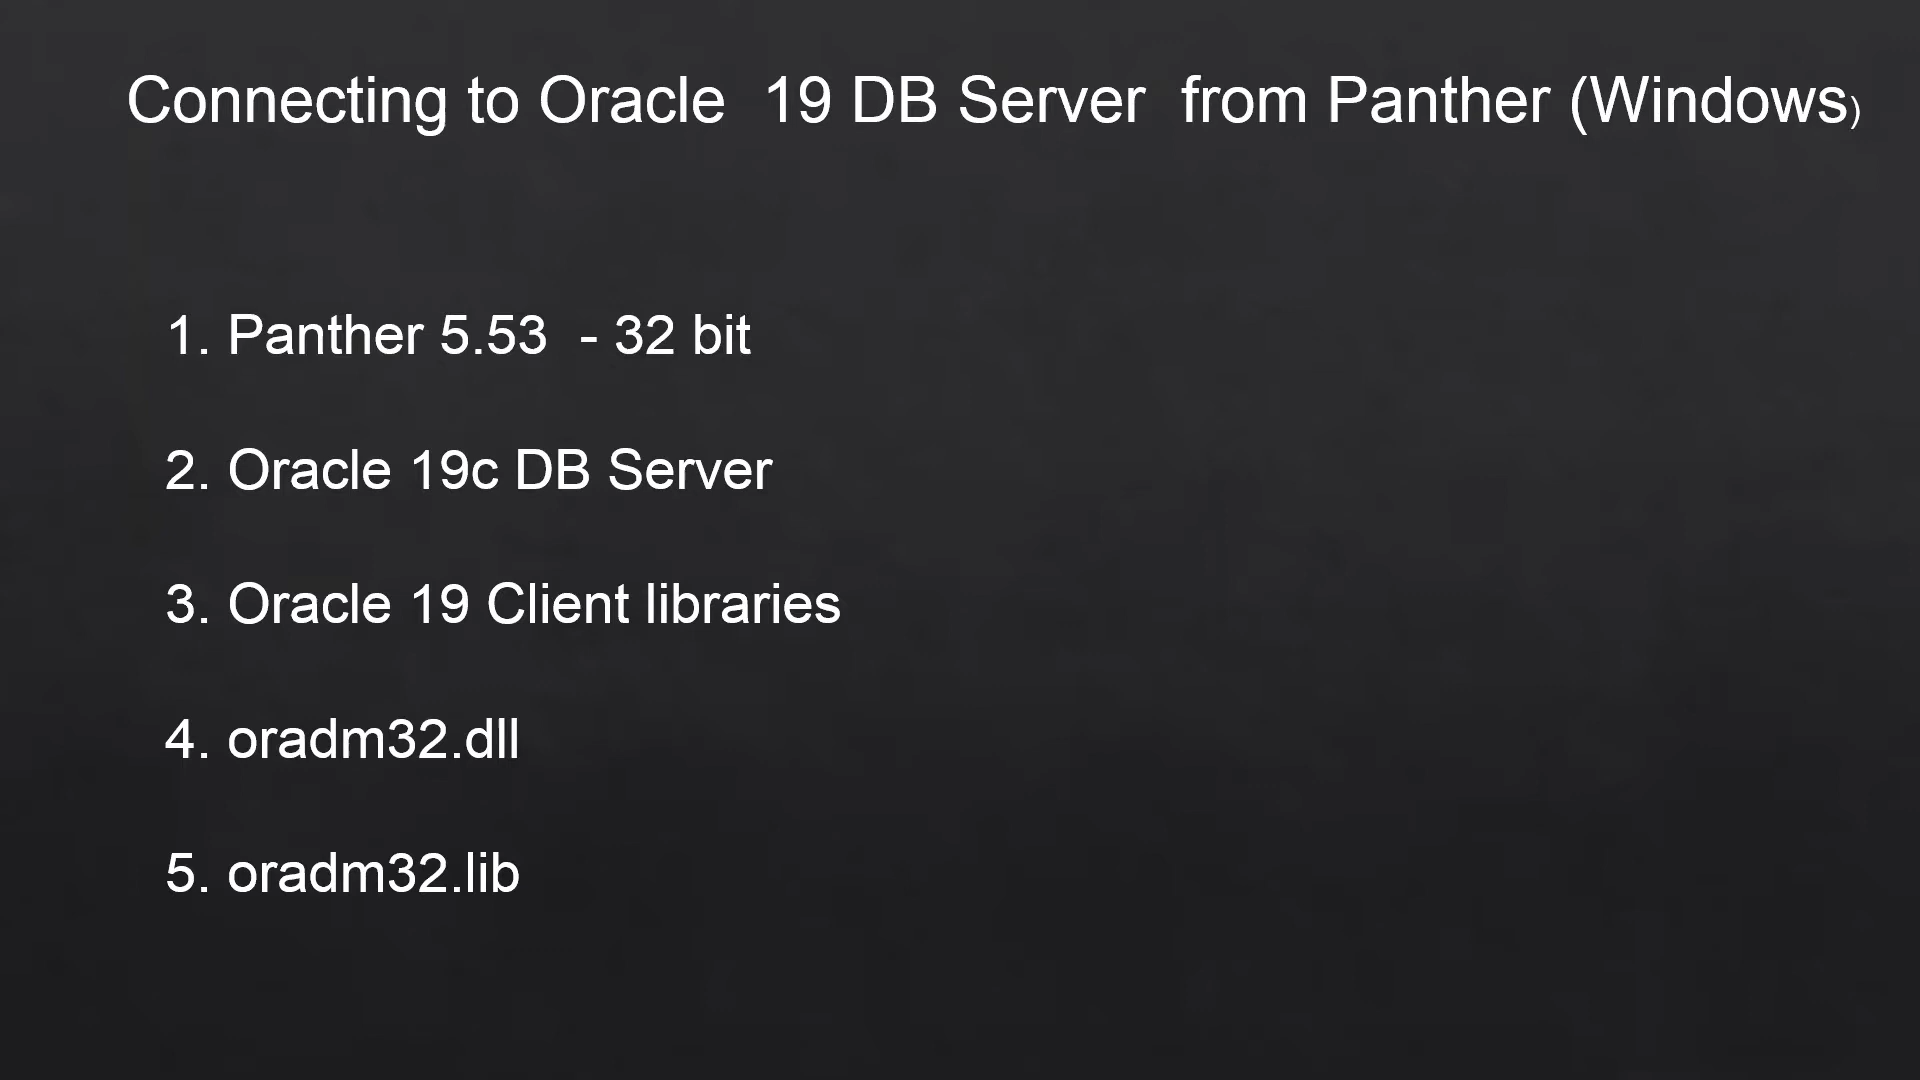 Connecting to Oracle  19 DB Server  from Panther (Windows)
1. Panther 5.53  - 32 bit
2. Oracle 19c DB Server
3. Oracle 19 Client libraries
4. oradm32.dll
5. oradm32.lib